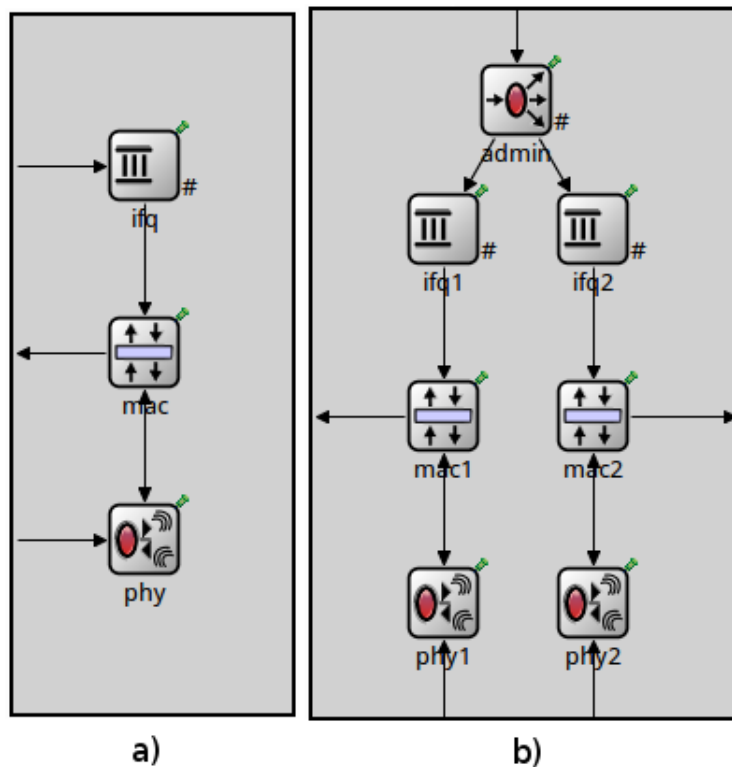 #
ifq
mac
phy
admin
#
ifq1
#
ifq2
#
mac1
mac2
phy1
phy2
a)
b)